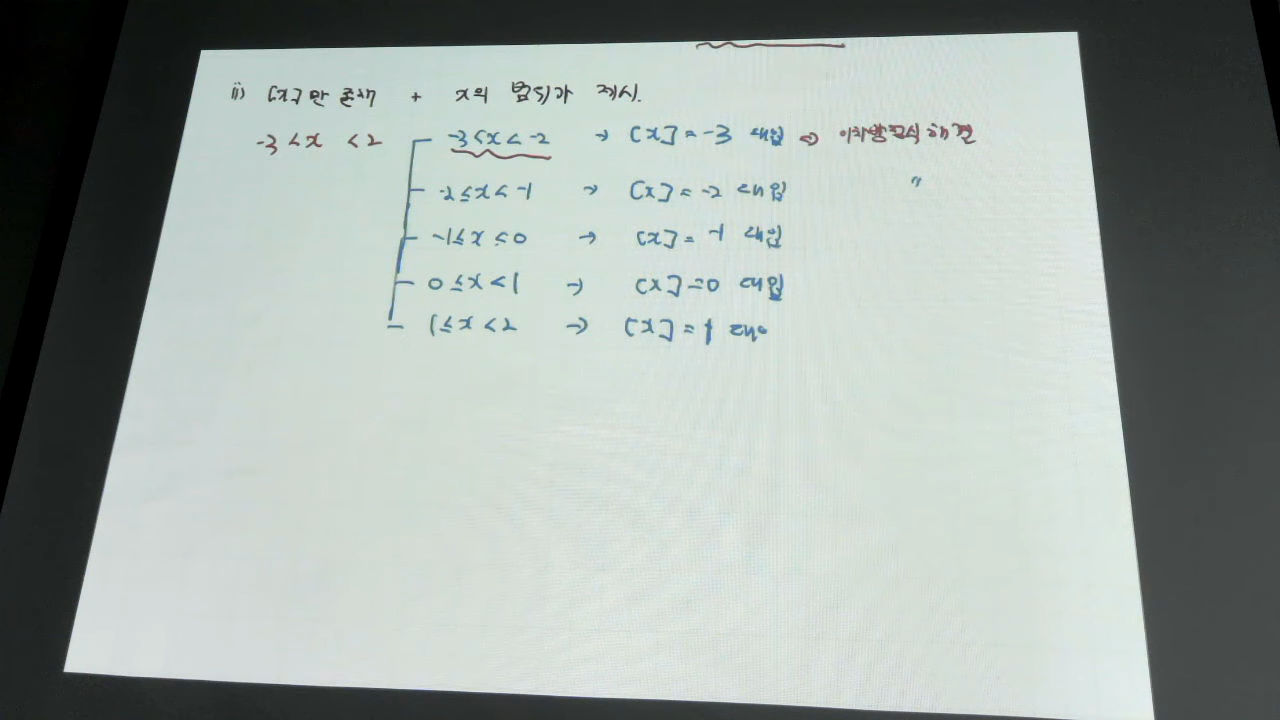 ii) [x]만 존재 + x의 범위가 제시.
-3 < x < 2
-3 < x < -2 → [x] = -3 대입 ⇒ 이차방정식 해결
-2 ≤ x < -1 → [x] = -2 대입 〃
-1 ≤ x ≤ 0 → [x] = -1 대입
0 ≤ x < 1 → [x] = 0 대입
1 ≤ x < 2 → [x] = 1